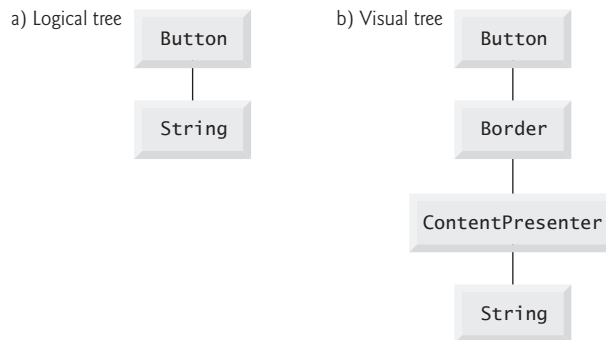 a) Logical tree
Button
String
b) Visual tree
Button
Border
ContentPresenter
String